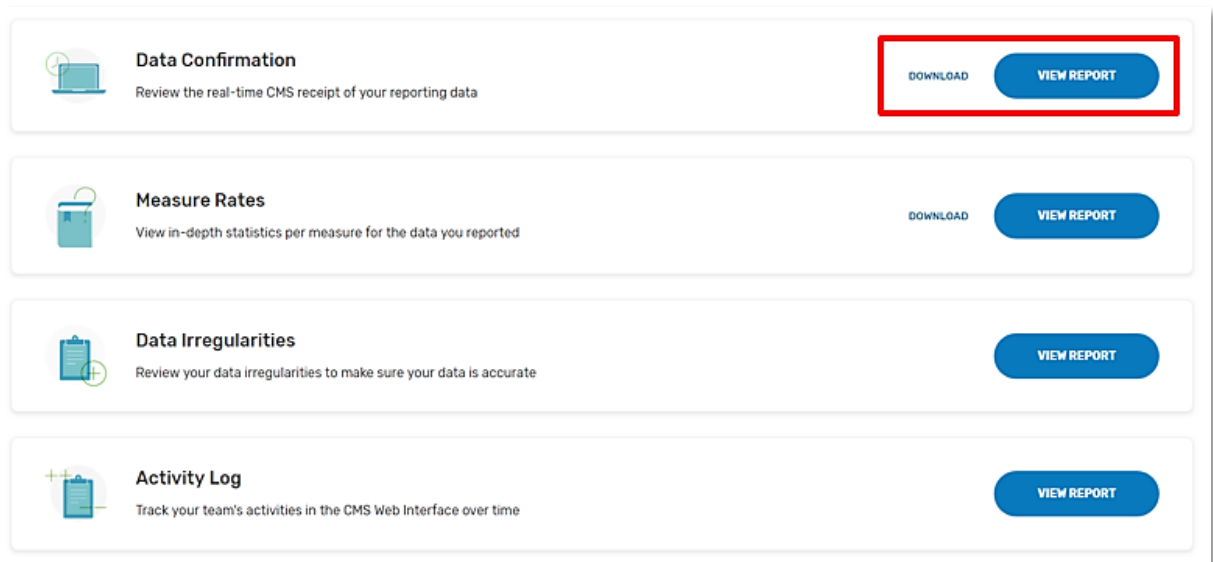 Data Confirmation
Review the real-time CMS receipt of your reporting data
DOWNLOAD
VIEW REPORT
Measure Rates
View in-depth statistics per measure for the data you reported
DOWNLOAD
VIEW REPORT
Data Irregularities
Review your data irregularities to make sure your data is accurate
VIEW REPORT
Activity Log
Track your team's activities in the CMS Web Interface over time
VIEW REPORT